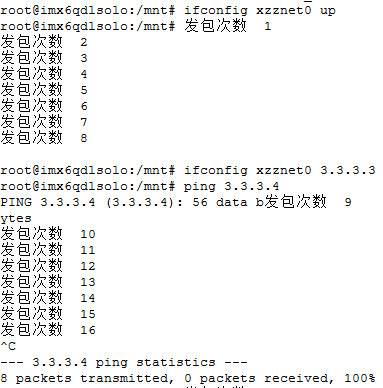 root@imx6qdlsolo:/mnt# ifconfig xzznet0 up
root@imx6qdlsolo:/mnt# 发包次数  1
发包次数  2
发包次数  3
发包次数  4
发包次数  5
发包次数  6
发包次数  7
发包次数  8
root@imx6qdlsolo:/mnt# ifconfig xzznet0 3.3.3.3
root@imx6qdlsolo:/mnt# ping 3.3.3.4
PING 3.3.3.4 (3.3.3.4): 56 data b发包次数  9
ytes
发包次数  10
发包次数  11
发包次数  12
发包次数  13
发包次数  14
发包次数  15
发包次数  16
^C
--- 3.3.3.4 ping statistics ---
8 packets transmitted, 0 packets received, 100%